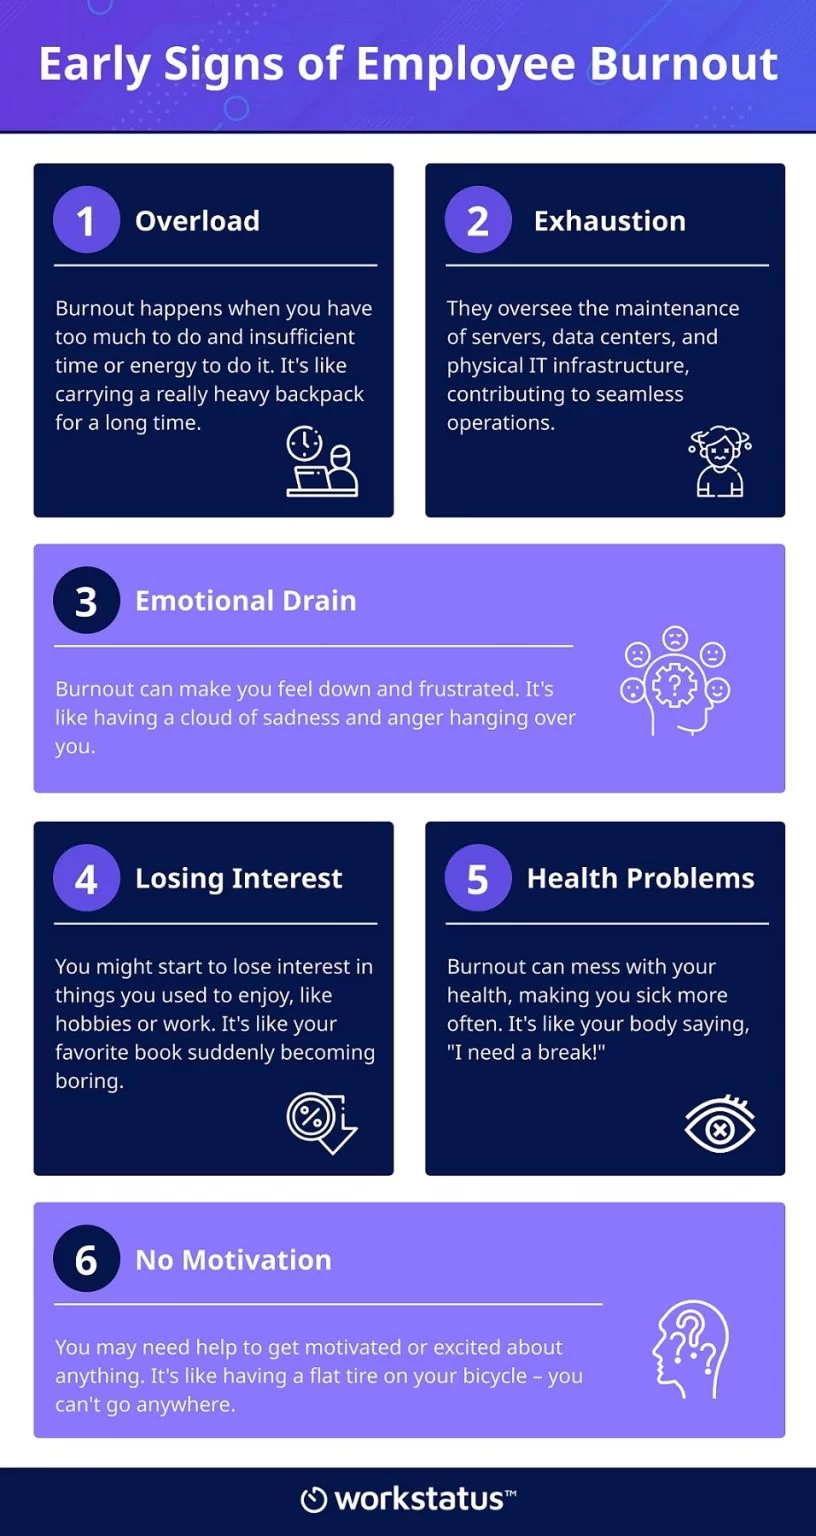 Early Signs of Employee Burnout
1
Overload
Burnout happens when you have
too much to do and insufficient
time or energy to do it. It's like
carrying a really heavy backpack
for a long time.
2
Exhaustion
They oversee the maintenance
of servers, data centers, and
physical IT infrastructure,
contributing to seamless
operations.
3
Emotional Drain
Burnout can make you feel down and frustrated. It's
like having a cloud of sadness and anger hanging over
you.
?
4
Losing Interest
You might start to lose interest in
things you used to enjoy, like
hobbies or work. It's like your
favorite book suddenly becoming
boring.
%
5
Health Problems
Burnout can mess with your
health, making you sick more
often. It's like your body saying,
"I need a break!"
6
No Motivation
You may need help to get motivated or excited about
anything. It's like having a flat tire on your bicycle – you
can't go anywhere.
? ? ?
workstatus™